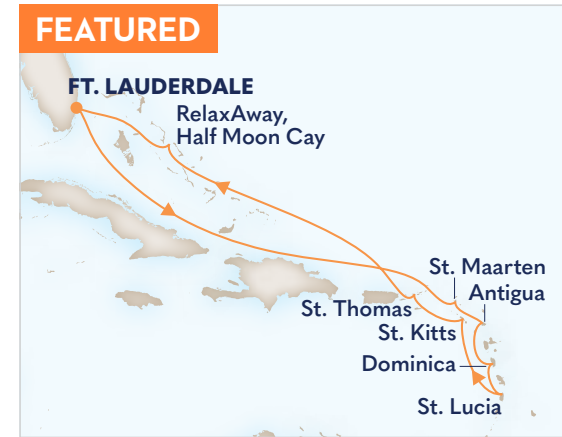 FEATURED
FT. LAUDERDALE
RelaxAway,
Half Moon Cay
St. Maarten
Antigua
St. Thomas
St. Kitts
Dominica
St. Lucia